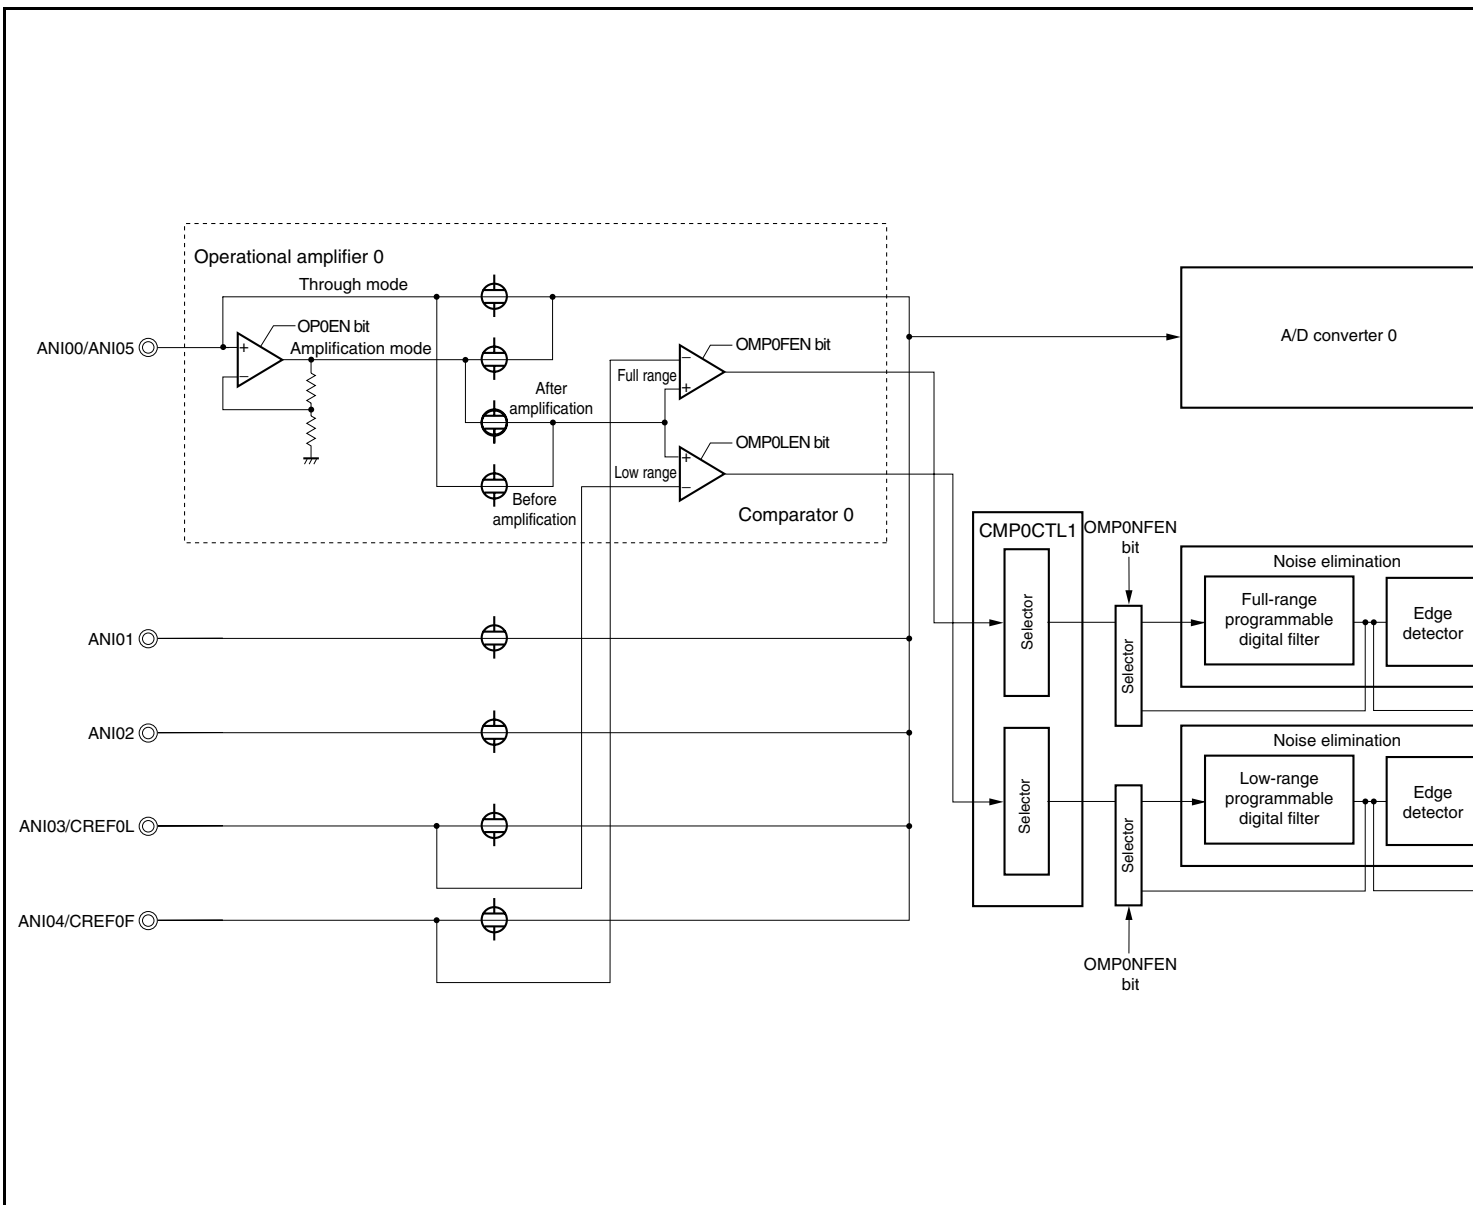 Operational amplifier 0
Through mode
OP0EN bit
ANI00/ANI05
+
−
Amplification mode
After
amplification
Before
amplification
OMP0FEN bit
−
Full range
+
OMP0LEN bit
+
Low range
−
Comparator 0
A/D converter 0
CMP0CTL1
OMP0NFEN
bit
Selector
Selector
Noise elimination
Full-range
programmable
digital filter
Edge
detector
ANI01
ANI02
ANI03/CREF0L
ANI04/CREF0F
Selector
Selector
Noise elimination
Low-range
programmable
digital filter
Edge
detector
OMP0NFEN
bit